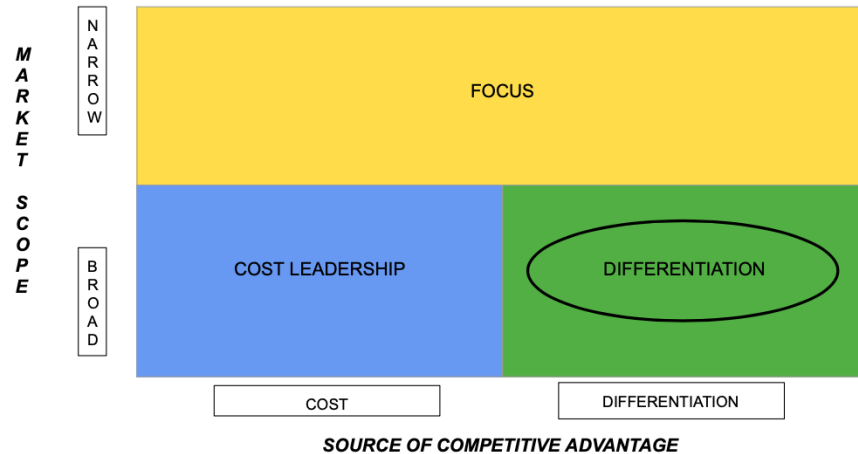 MARKET SCOPE
NARROW
FOCUS
BROAD
COST LEADERSHIP
DIFFERENTIATION
COST
DIFFERENTIATION
SOURCE OF COMPETITIVE ADVANTAGE